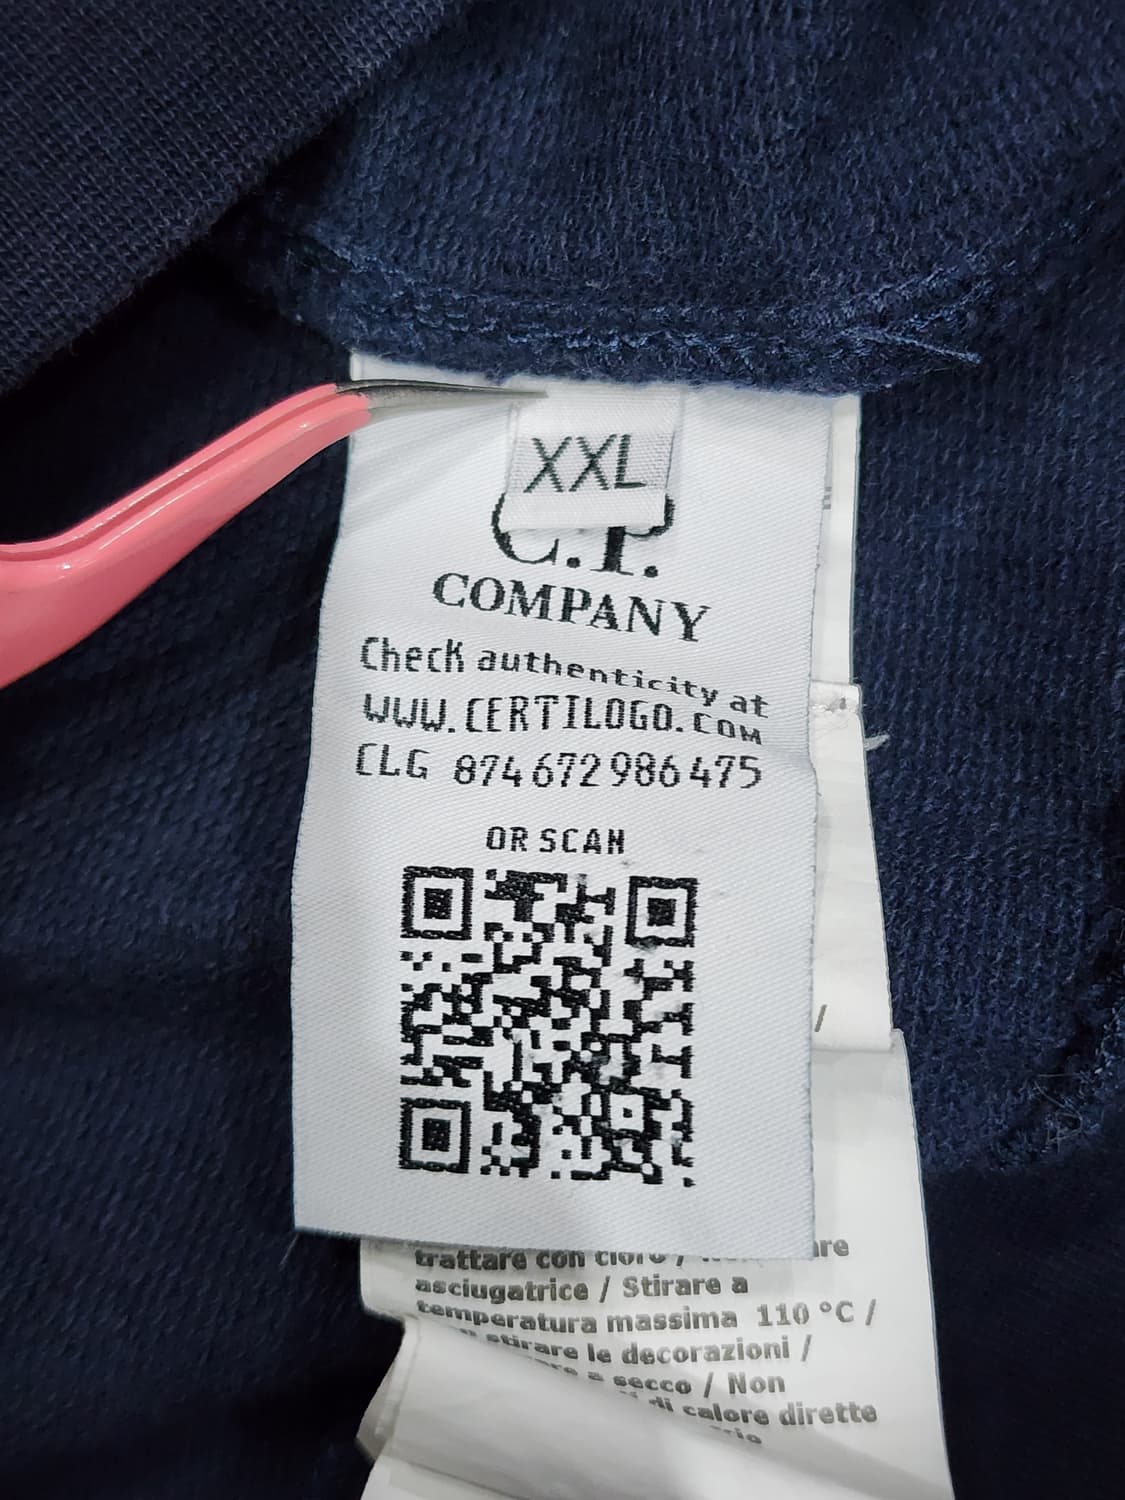 XXL
C.P.
COMPANY
Check authenticity at
WWW.CERTILOGO.COM
CLG 874672986475
OR SCAN
trattare con cloro /
asciugatrice / Stirare a
temperatura massima 110 °C /
stirare le decorazioni /
a secco / Non
di calore dirette